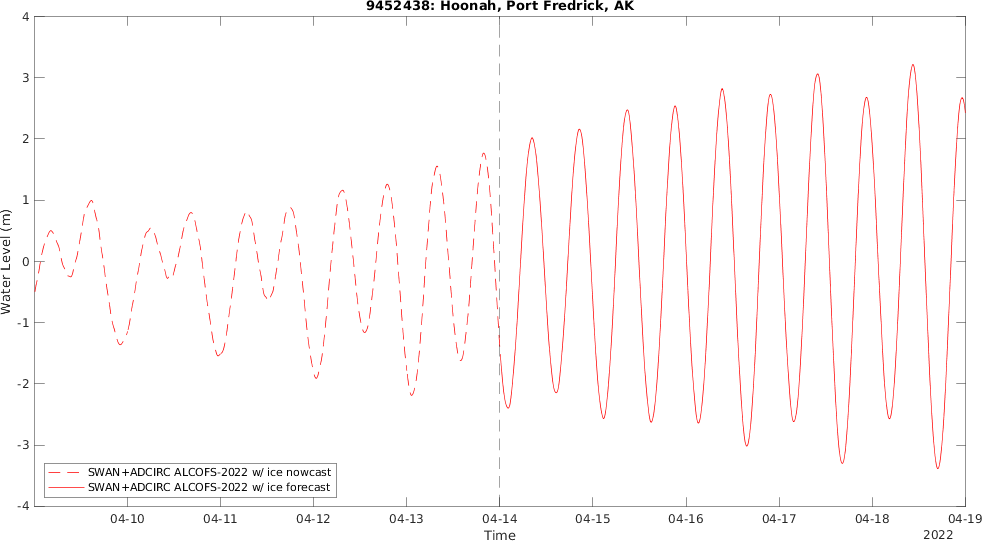 9452438: Hoonah, Port Fredrick, AK
4
3
2
1
0
-1
-2
-3
-4
Water Level (m)
SWAN+ADCIRC ALCOFS-2022 w/ ice nowcast
SWAN+ADCIRC ALCOFS-2022 w/ ice forecast
04-10 04-11 04-12 04-13 04-14 04-15 04-16 04-17 04-18 04-19
Time
2022